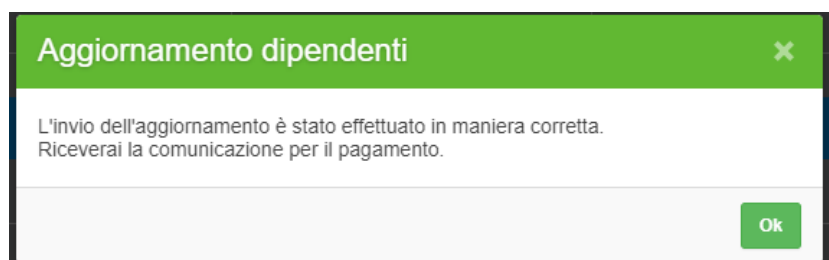 Aggiornamento dipendenti
×
L'invio dell'aggiornamento è stato effettuato in maniera corretta.
Riceverai la comunicazione per il pagamento.
Ok